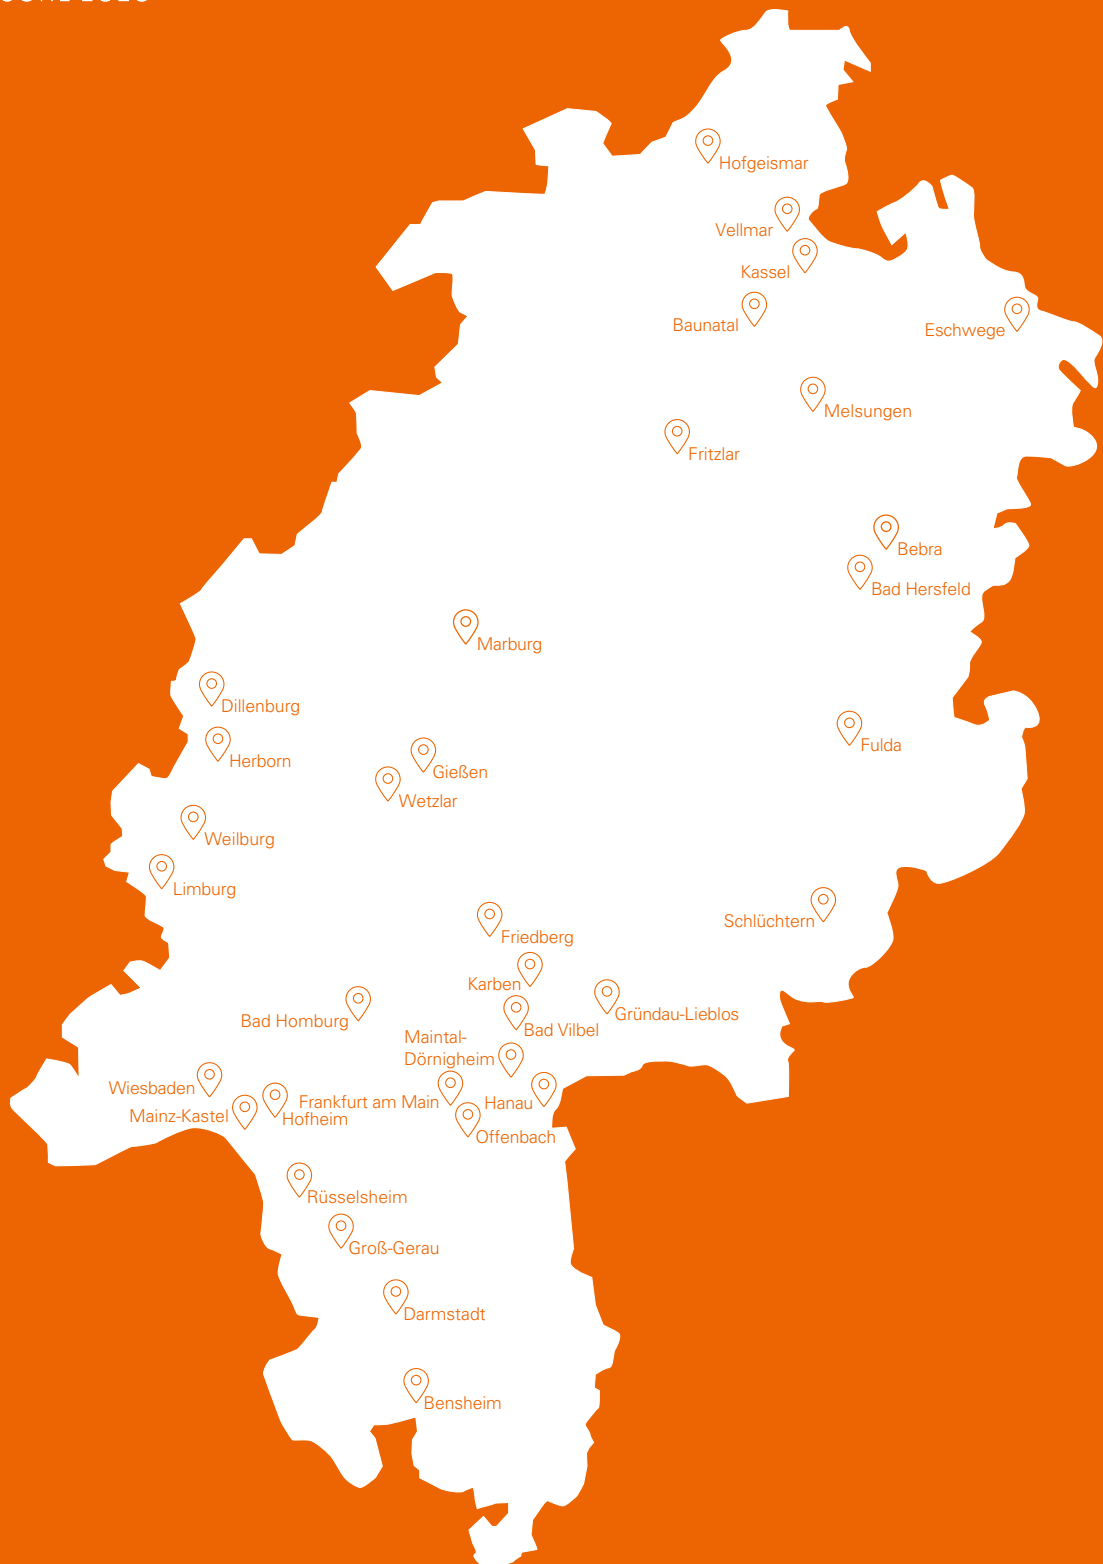 Hofgeismar
Vellmar
Kassel
Baunatal
Eschwege
Melsungen
Fritzlar
Bebra
Bad Hersfeld
Marburg
Dillenburg
Fulda
Herborn
Gießen
Wetzlar
Weilburg
Limburg
Schlüchtern
Friedberg
Karben
Gründau-Lieblos
Bad Homburg
Bad Vilbel
Maintal-
Dörnigheim
Wiesbaden
Frankfurt am Main
Hanau
Mainz-Kastel
Hofheim
Offenbach
Rüsselsheim
Groß-Gerau
Darmstadt
Bensheim